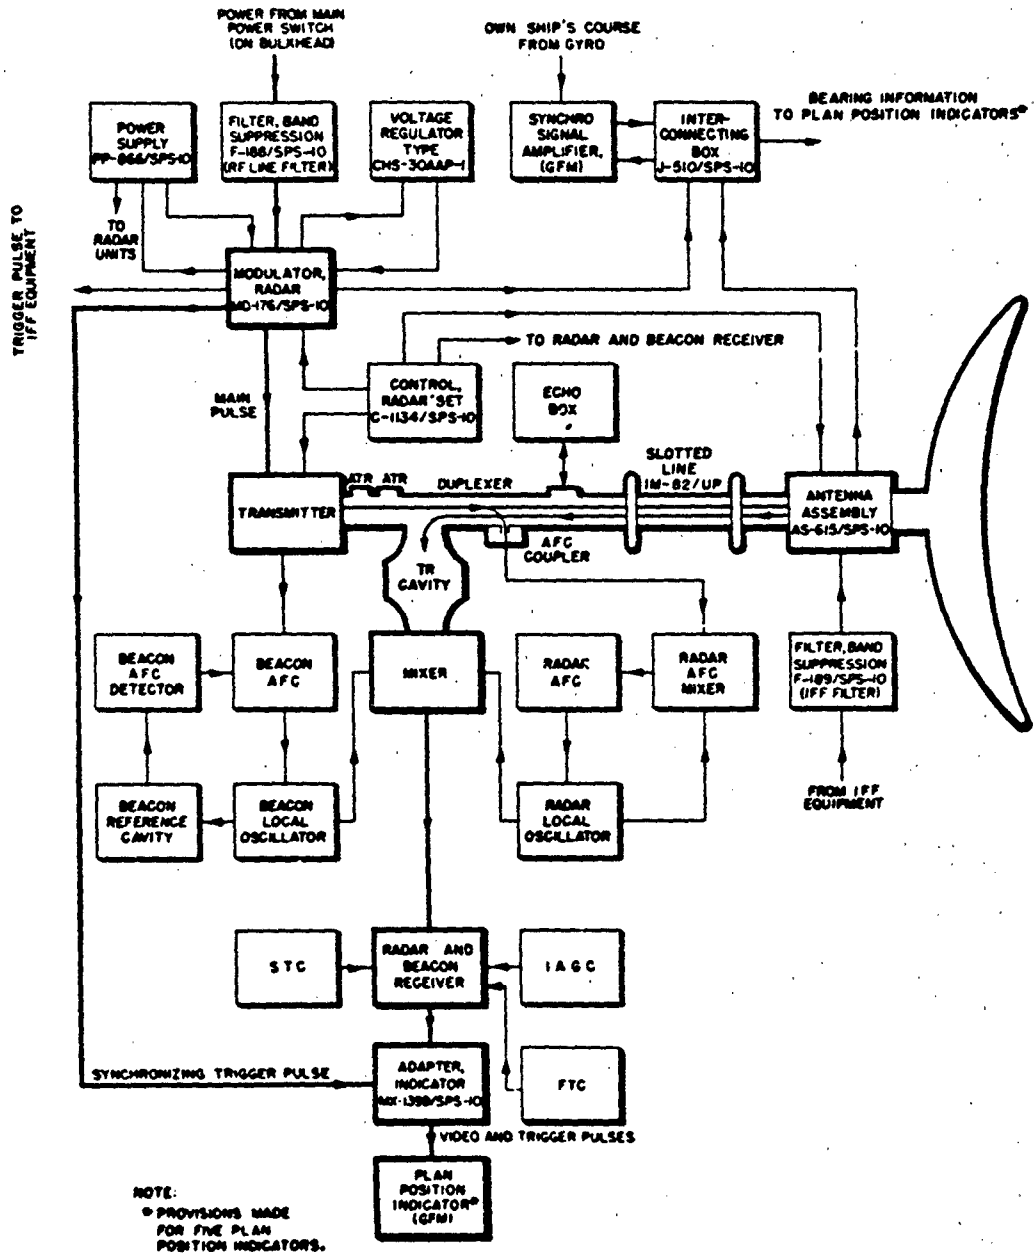 POWER FROM MAIN
POWER SWITCH
(ON BULKHEAD)
OWN SHIP'S COURSE
FROM GYRO
BEARING INFORMATION
TO PLAN POSITION INDICATORS*
POWER
SUPPLY
PP-866/SPS-10
FILTER, BAND
SUPPRESSION
F-188/SPS-10
(RF LINE FILTER)
VOLTAGE
REGULATOR
TYPE
CHS-30AAP-1
SYNCHRO
SIGNAL
AMPLIFIER,
(GFM)
INTER-
CONNECTING
BOX
J-510/SPS-10
TO
RADAR
UNITS
TRIGGER PULSE TO
IFF EQUIPMENT
MODULATOR,
RADAR
MD-176/SPS-10
TO RADAR AND BEACON RECEIVER
MAIN
PULSE
CONTROL,
RADAR SET
C-1134/SPS-10
ECHO
BOX
SLOTTED
LINE
IM-82/UP
ATR ATR
DUPLEXER
TRANSMITTER
ANTENNA
ASSEMBLY
AS-615/SPS-10
AFC
COUPLER
TR
CAVITY
BEACON
AFC
DETECTOR
BEACON
AFC
MIXER
RADAR
AFC
RADAR
AFC
MIXER
FILTER, BAND
SUPPRESSION
F-189/SPS-10
(IFF FILTER)
BEACON
REFERENCE
CAVITY
BEACON
LOCAL
OSCILLATOR
RADAR
LOCAL
OSCILLATOR
FROM IFF
EQUIPMENT
STC
RADAR AND
BEACON
RECEIVER
IAGC
SYNCHRONIZING TRIGGER PULSE
ADAPTER,
INDICATOR
MX-1398/SPS-10
FTC
VIDEO AND TRIGGER PULSES
PLAN
POSITION
INDICATOR*
(GFM)
NOTE:
* PROVISIONS MADE
FOR FIVE PLAN
POSITION INDICATORS.